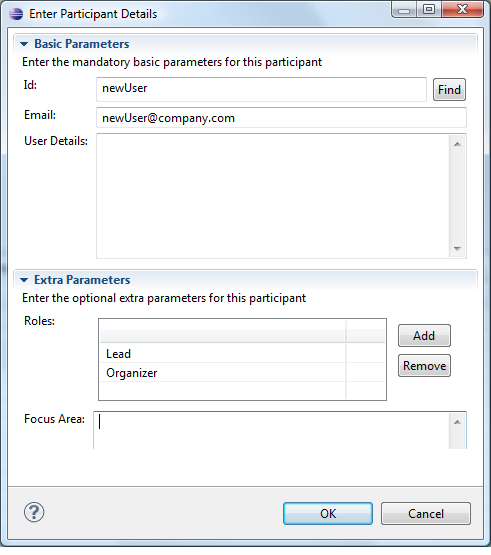 Enter Participant Details
Basic Parameters
Enter the mandatory basic parameters for this participant
Id: newUser Find
Email: newUser@company.com
User Details:
Extra Parameters
Enter the optional extra parameters for this participant
Roles:
Add
Lead
Remove
Organizer
Focus Area:
? OK Cancel